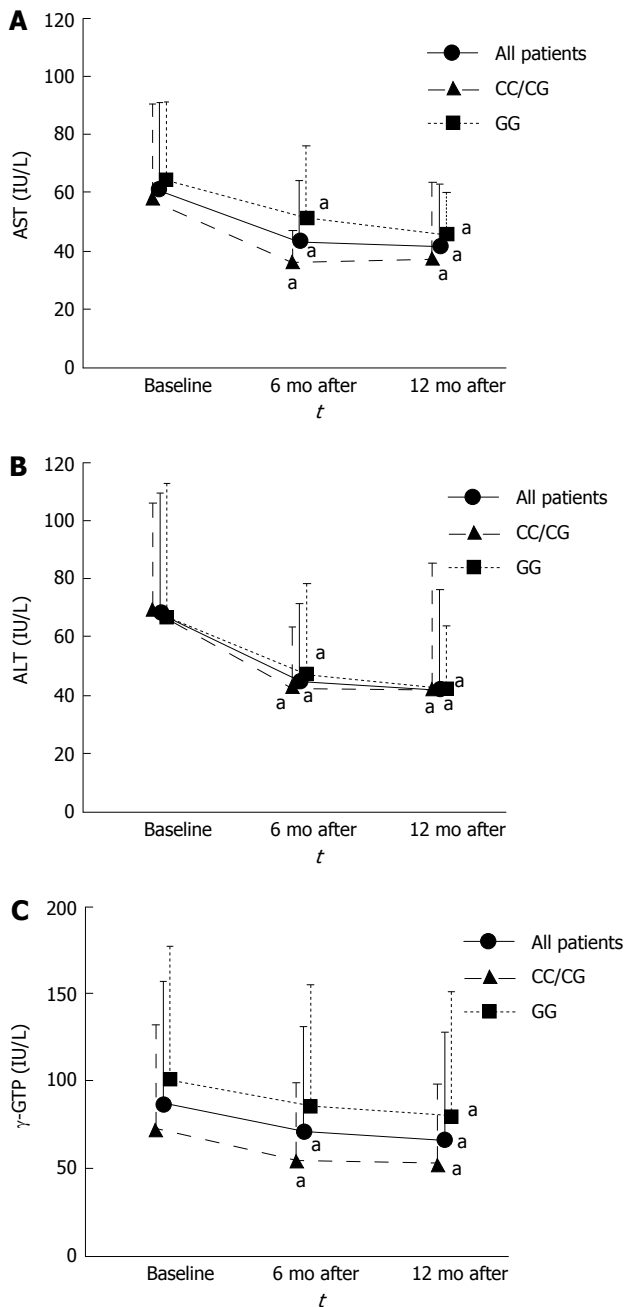 A
120
100
80
60
40
20
0
AST (IU/L)
All patients
CC/CG
GG
a
a
a
a
a
a
Baseline 6 mo after 12 mo after
t
B
120
100
80
60
40
20
0
ALT (IU/L)
All patients
CC/CG
GG
a
a
a
a
a
a
Baseline 6 mo after 12 mo after
t
C
200
150
100
50
0
γ-GTP (IU/L)
All patients
CC/CG
GG
a
a
a
a
a
Baseline 6 mo after 12 mo after
t